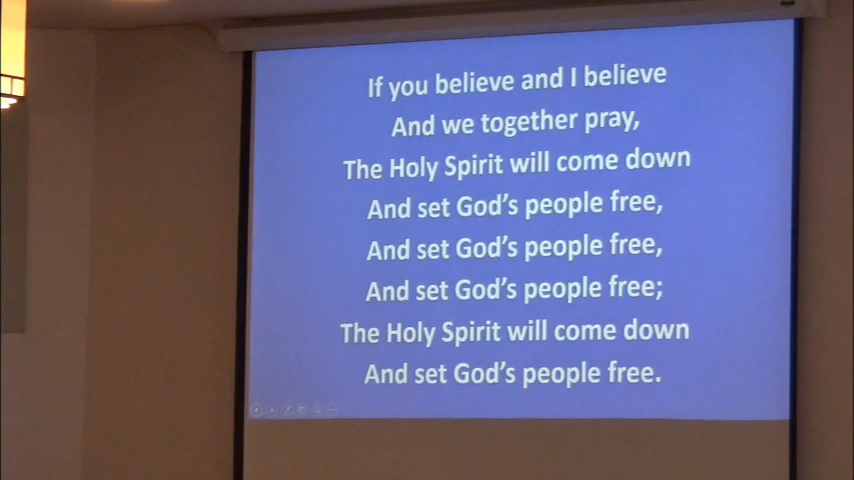 If you believe and I believe
And we together pray,
The Holy Spirit will come down
And set God's people free,
And set God's people free,
And set God's people free;
The Holy Spirit will come down
And set God's people free.